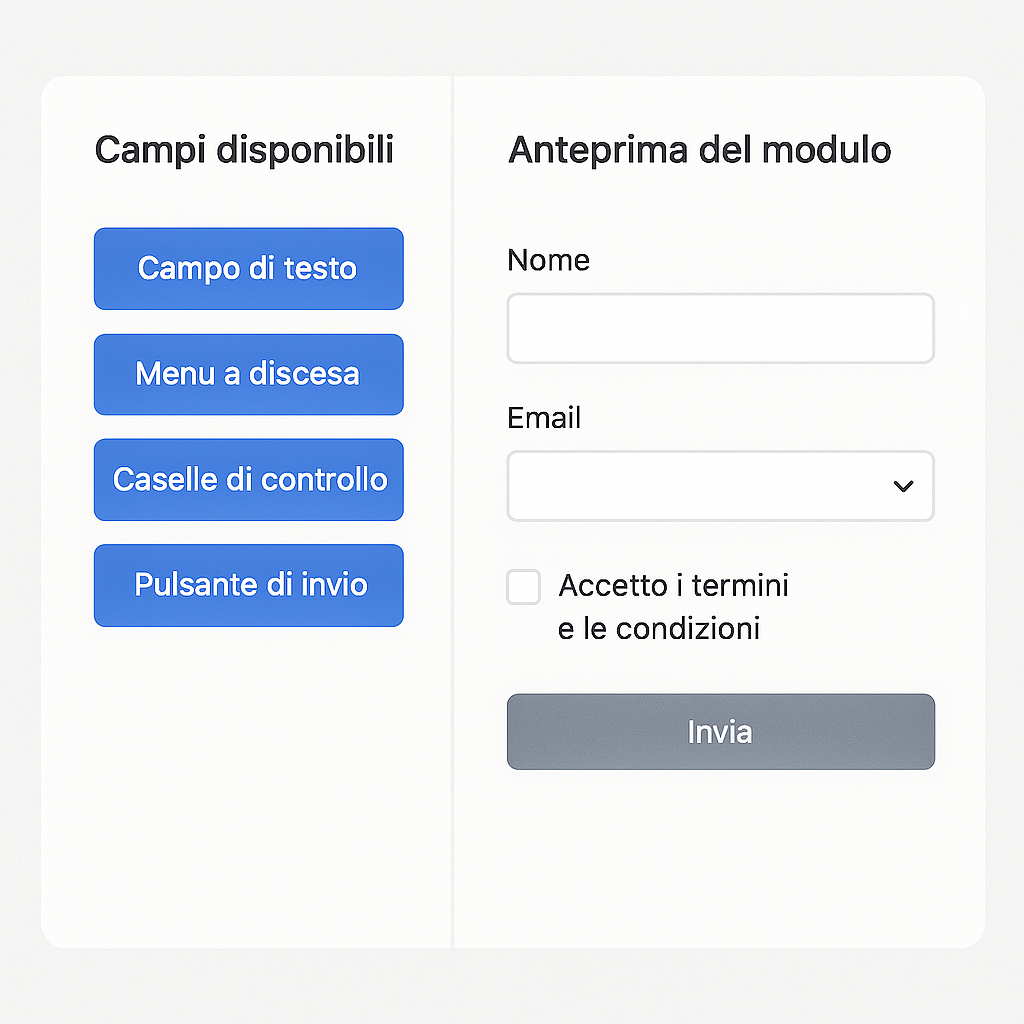 Campi disponibili
Campo di testo
Menu a discesa
Caselle di controllo
Pulsante di invio
Anteprima del modulo
Nome
Email
Accetto i termini
e le condizioni
Invia